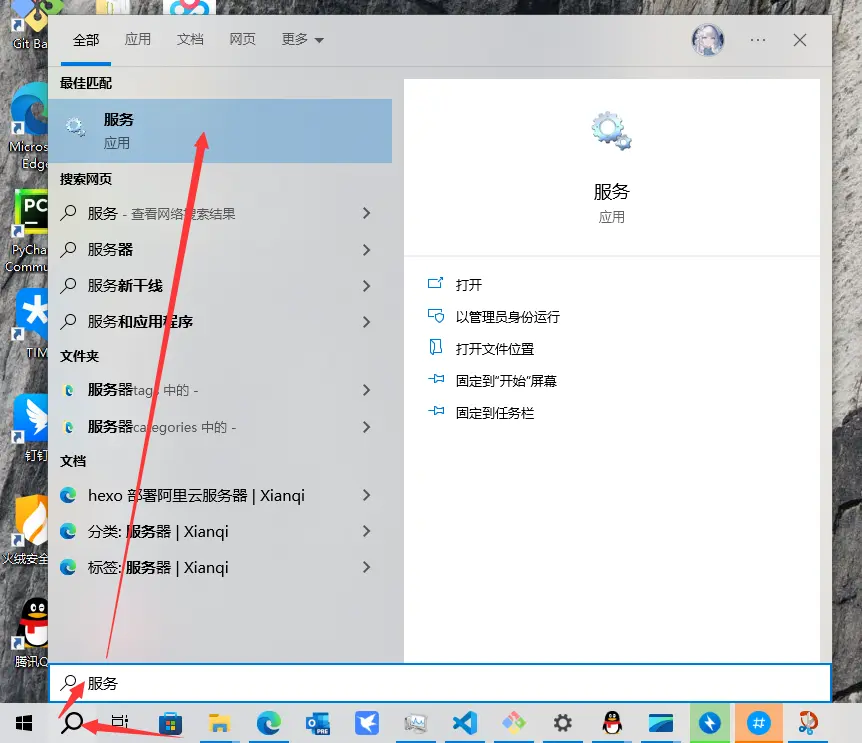 Git Ba
Micros
Edge
PC
PyCha
Commu
TIM
钉钉
火绒安全
腾讯Q
全部 应用 文档 网页 更多
最佳匹配
服务
应用
搜索网页
服务 - 查看网络搜索结果
服务器
服务新干线
服务和应用程序
文件夹
服务器tags 中的 -
服务器categories 中的 -
文档
hexo 部署阿里云服务器 | Xianqi
分类: 服务器 | Xianqi
标签: 服务器 | Xianqi
服务
应用
打开
以管理员身份运行
打开文件位置
固定到"开始"屏幕
固定到任务栏
服务
PRE